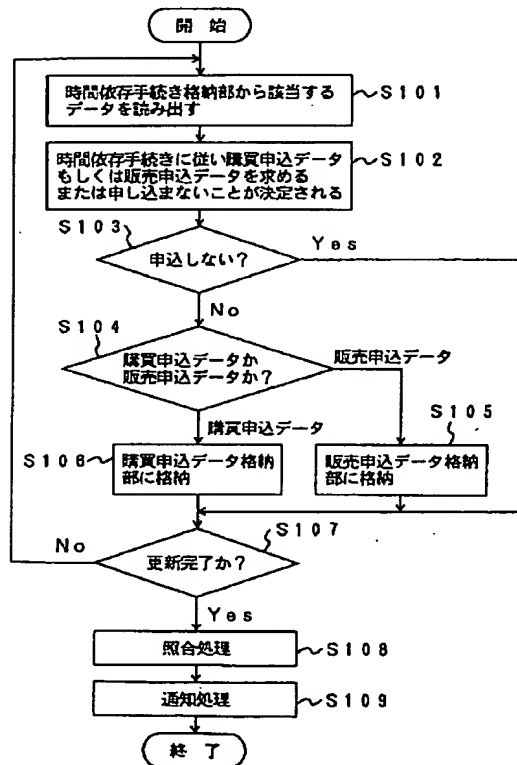 開 始
時間依存手続き格納部から該当する
データを読み出す
S101
時間依存手続きに従い購買申込データ
もしくは販売申込データを求める
または申し込まないことが決定される
S102
S103
申込しない？
Yes
No
S104
購買申込データか
販売申込データか？
販売申込データ
購買申込データ
S105
S106
購買申込データ格納
部に格納
販売申込データ格納
部に格納
S107
No
更新完了か？
Yes
照合処理
S108
通知処理
S109
終 了